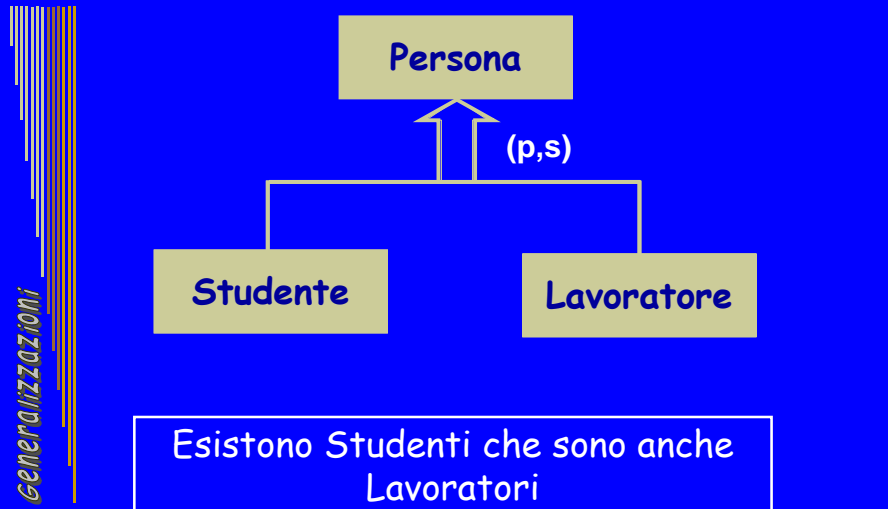 Persona
(p,s)
Studente
Lavoratore
Generalizzazioni
Esistono Studenti che sono anche
Lavoratori